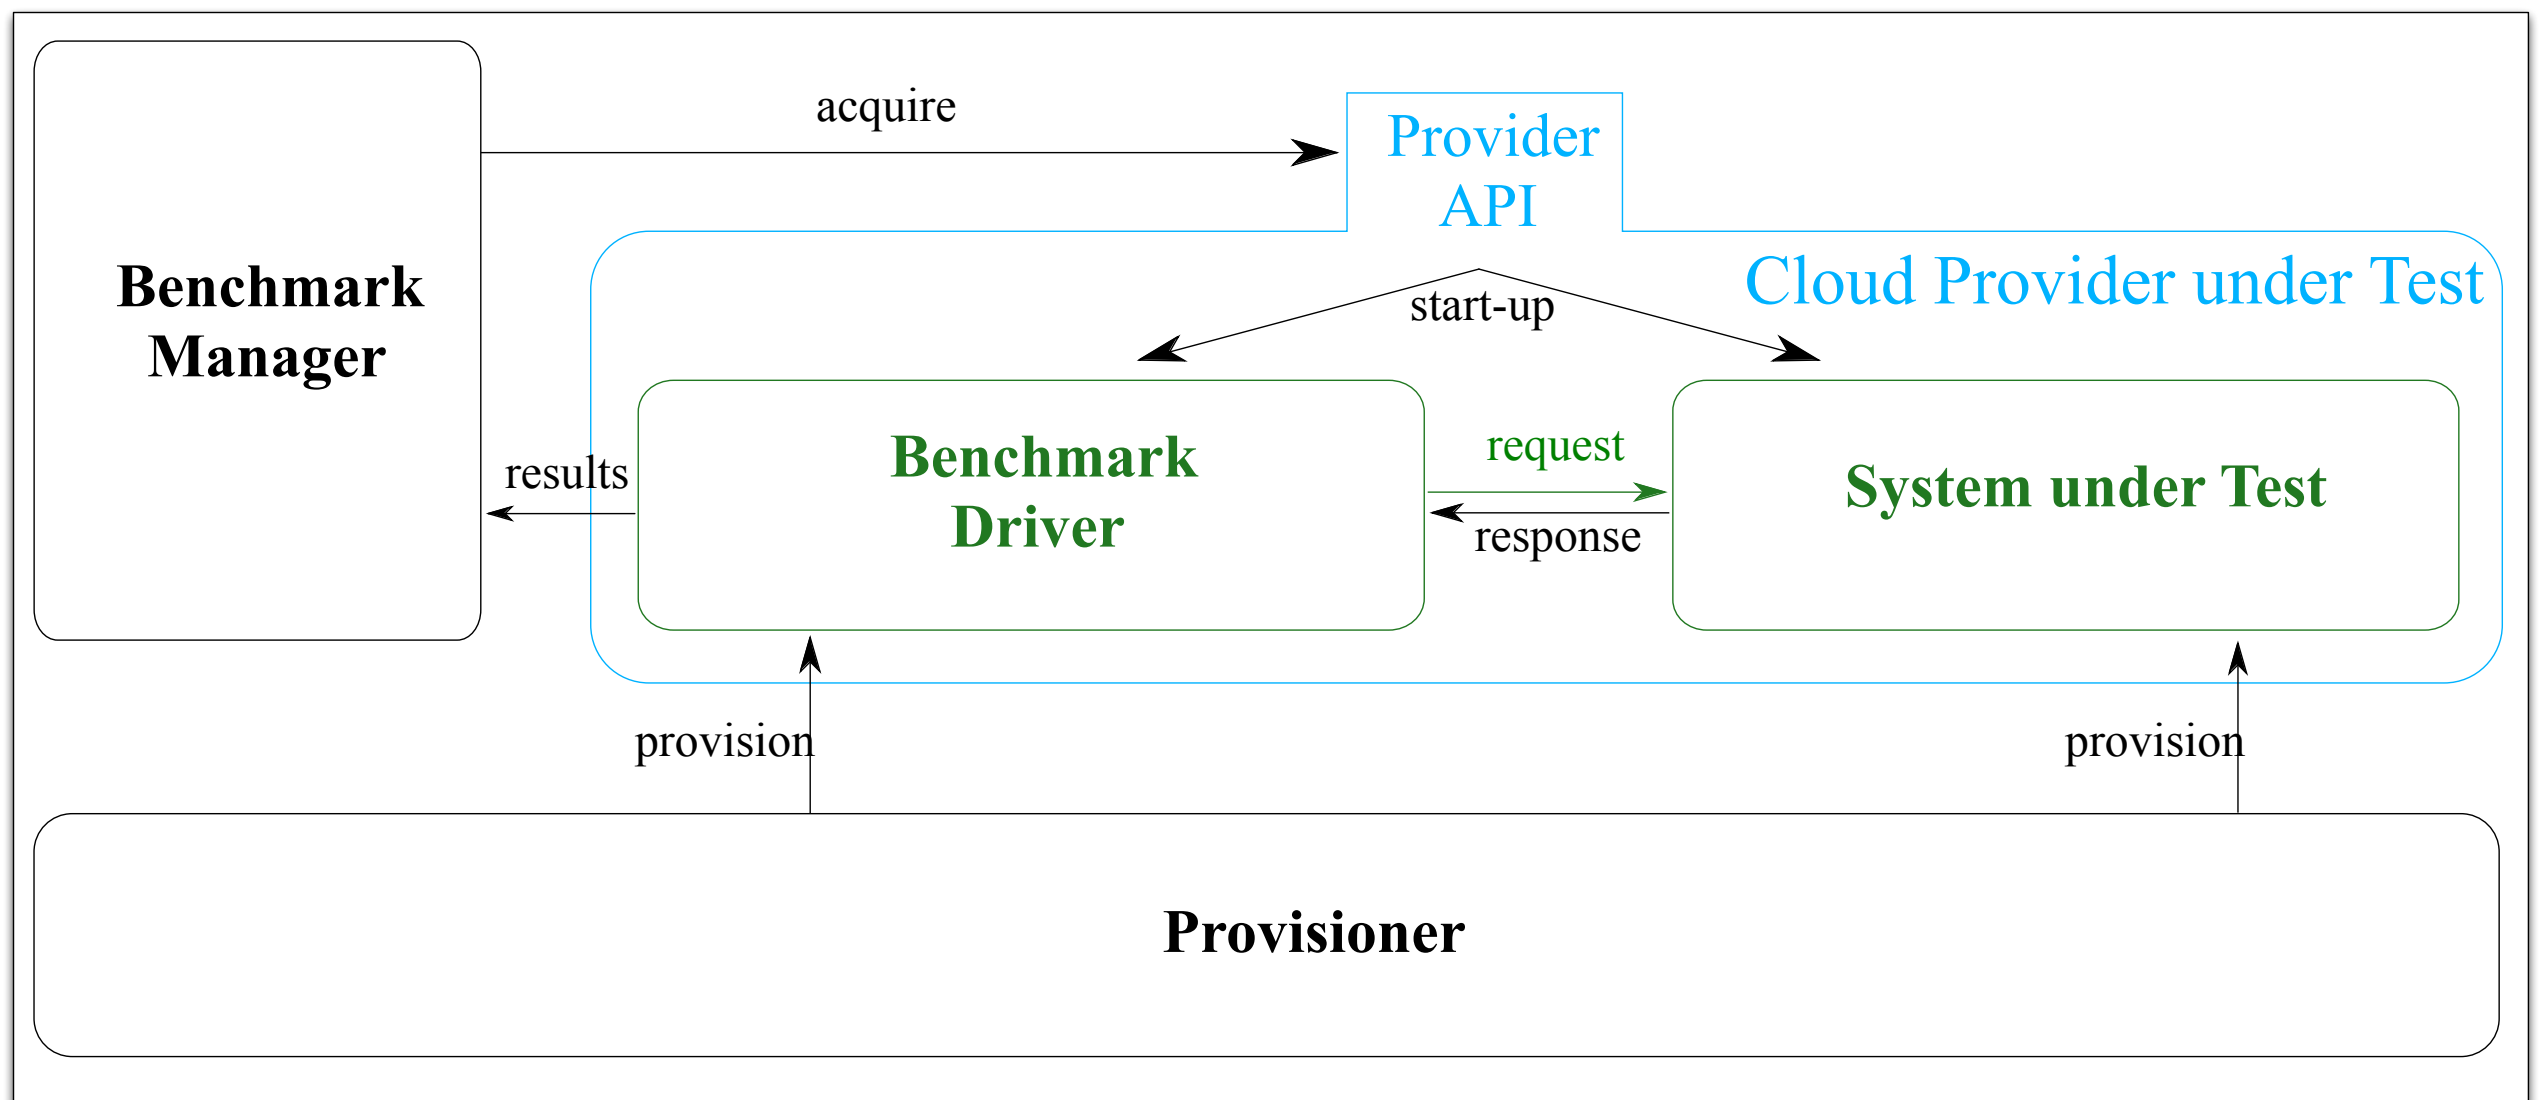 acquire
Provider
API
Cloud Provider under Test
Benchmark
Manager
start-up
results
Benchmark
Driver
request
response
System under Test
provision
provision
Provisioner